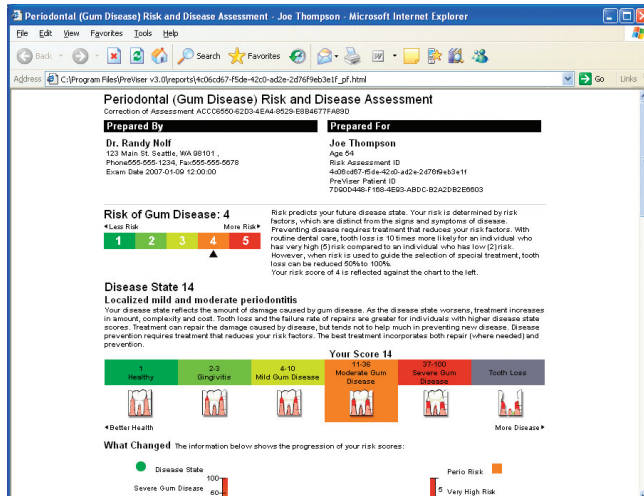 Periodontal (Gum Disease) Risk and Disease Assessment - Joe Thompson - Microsoft Internet Explorer
File Edit View Favorites Tools Help
Back Search Favorites
Address C:\Program Files\PreViser v3.0\reports\4c06cd67-f5de-42c0-ad2e-2d76f9eb3e1f_pf.html Go Links
Periodontal (Gum Disease) Risk and Disease Assessment
Correction of Assessment ACCC6550-62D3-4EA4-8529-E8B4677FA89D
Prepared By Prepared For
Dr. Randy Nolf Joe Thompson
123 Main St. Seattle, WA 98101 , Age 54
Phone555-555-1234, Fax555-555-5678 Risk Assessment ID
Exam Date 2007-01-09 12:00:00 4c06cd67-f5de-42c0-ad2e-2d76f9eb3e1f
PreViser Patient ID
7D90D448-F168-4E93-ABDC-B2A2DB2E6603
Risk of Gum Disease: 4
Less Risk More Risk
1 2 3 4 5
Risk predicts your future disease state. Your risk is determined by risk
factors, which are distinct from the signs and symptoms of disease.
Preventing disease requires treatment that reduces your risk factors. With
routine dental care, tooth loss is 10 times more likely for an individual who
has very high (5) risk compared to an individual who has low (2) risk.
However, when risk is used to guide the selection of special treatment, tooth
loss can be reduced 50% to 100%.
Your risk score of 4 is reflected against the chart to the left.
Disease State 14
Localized mild and moderate periodontitis
Your disease state reflects the amount of damage caused by gum disease. As the disease state worsens, treatment increases
in amount, complexity and cost. Tooth loss and the failure rate of repairs are greater for individuals with higher disease state
scores. Treatment can repair the damage caused by disease, but tends not to help much in preventing new disease. Disease
prevention requires treatment that reduces your risk factors. The best treatment incorporates both repair (where needed) and
prevention.
Your Score 14
1 2-3 4-10 11-36 37-100
Healthy Gingivitis Mild Gum Disease Moderate Gum Disease Severe Gum Disease Tooth Loss
Better Health More Disease
What Changed The information below shows the progression of your risk scores:
Disease State Perio Risk
100
Severe Gum Disease 60 5 Very High Risk